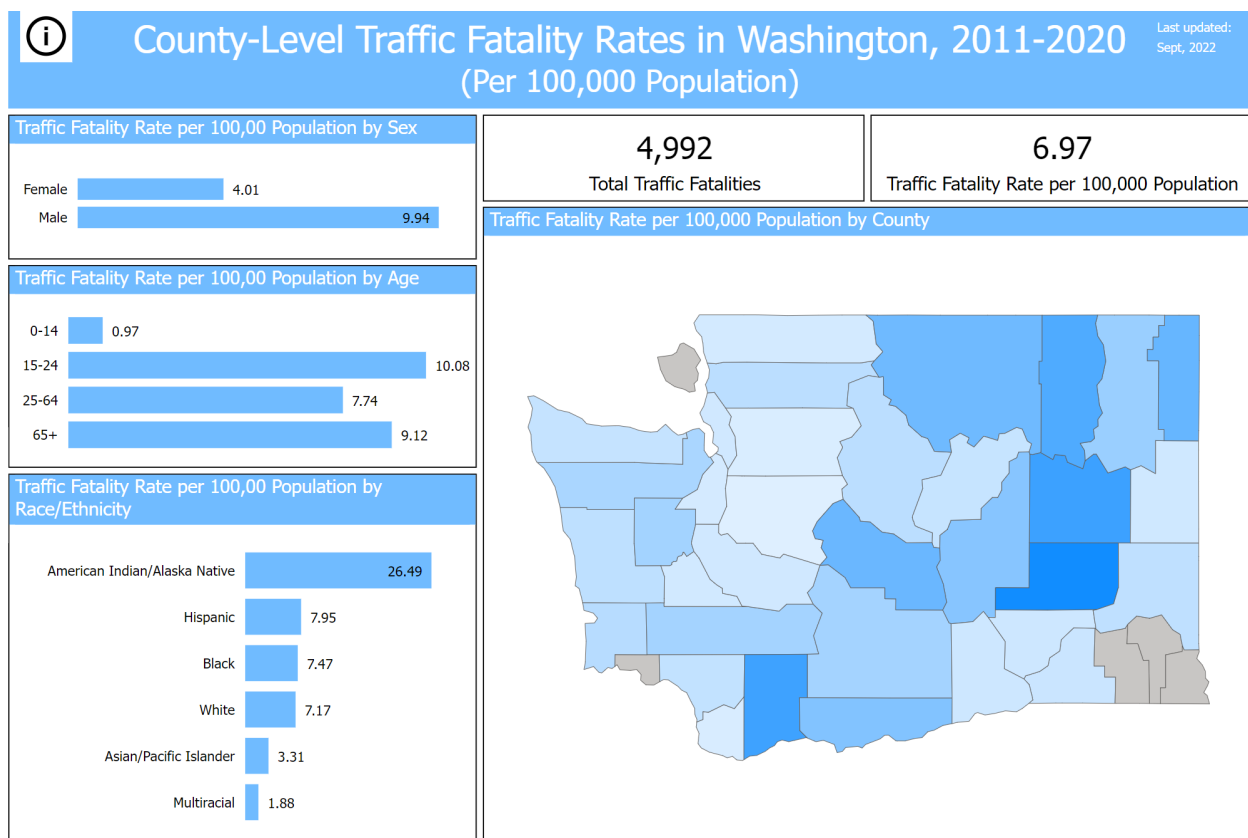 i
County-Level Traffic Fatality Rates in Washington, 2011-2020
(Per 100,000 Population)
Last updated:
Sept, 2022
Traffic Fatality Rate per 100,00 Population by Sex
Female 4.01
Male 9.94
Traffic Fatality Rate per 100,00 Population by Age
0-14 0.97
15-24 10.08
25-64 7.74
65+ 9.12
Traffic Fatality Rate per 100,00 Population by
Race/Ethnicity
American Indian/Alaska Native 26.49
Hispanic 7.95
Black 7.47
White 7.17
Asian/Pacific Islander 3.31
Multiracial 1.88
4,992
Total Traffic Fatalities
6.97
Traffic Fatality Rate per 100,000 Population
Traffic Fatality Rate per 100,000 Population by County